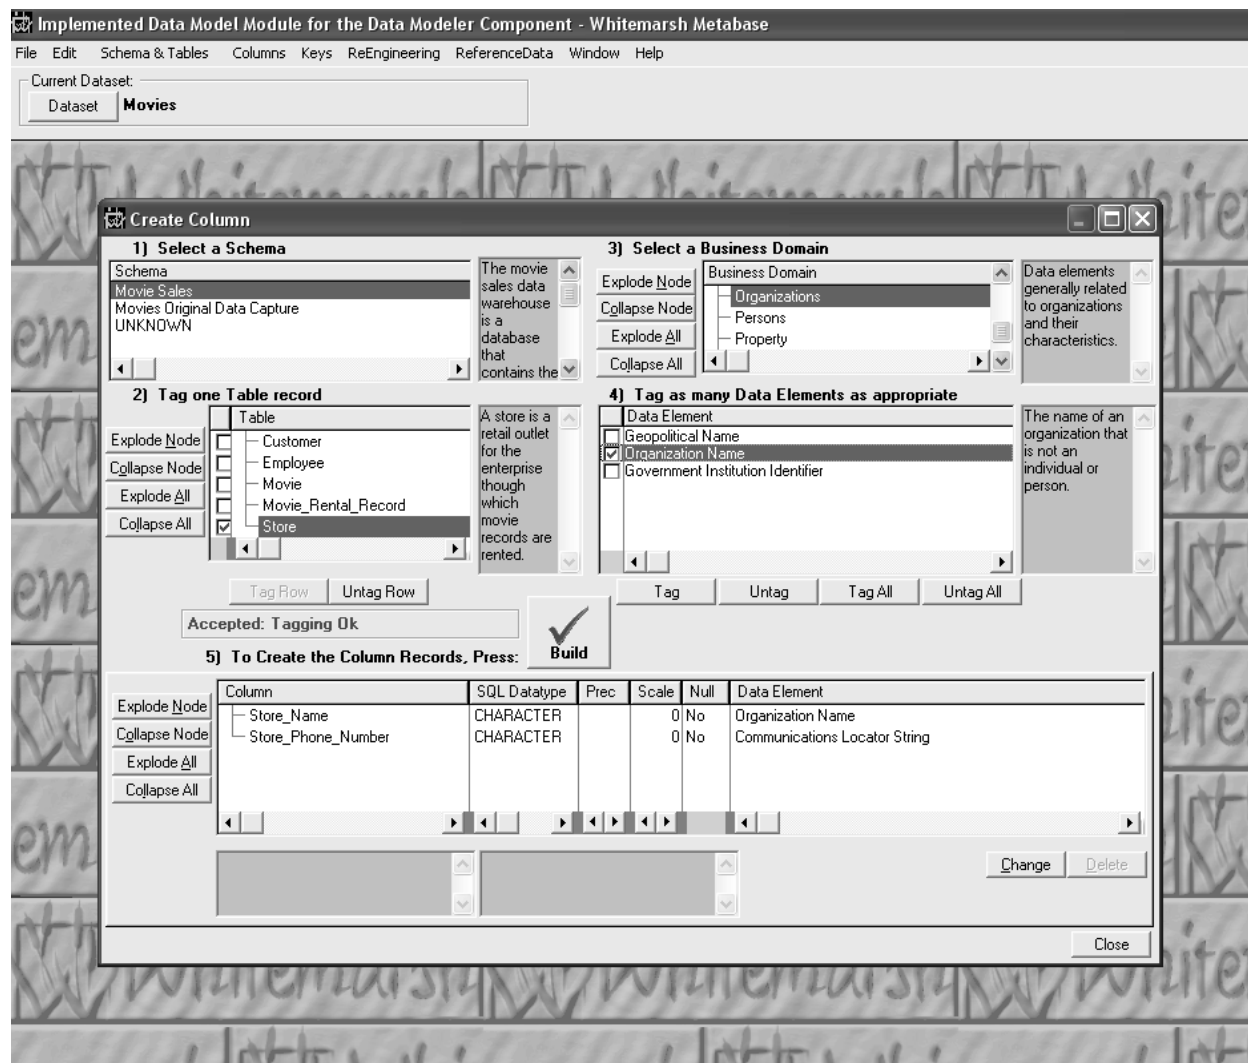 Implemented Data Model Module for the Data Modeler Component - Whitemarsh Metabase
File Edit Schema & Tables Columns Keys ReEngineering ReferenceData Window Help
Current Dataset:
Dataset Movies
Create Column
1) Select a Schema
Schema
Movie Sales
Movies Original Data Capture
UNKNOWN
The movie
sales data
warehouse
is a
database
that
contains the
3) Select a Business Domain
Explode Node
Collapse Node
Explode All
Collapse All
Business Domain
Organizations
Persons
Property
Data elements
generally related
to organizations
and their
characteristics.
2) Tag one Table record
Explode Node
Collapse Node
Explode All
Collapse All
Table
Customer
Employee
Movie
Movie_Rental_Record
Store
A store is a
retail outlet
for the
enterprise
though
which
movie
records are
rented.
Tag Row Untag Row
4) Tag as many Data Elements as appropriate
Data Element
Geopolitical Name
Organization Name
Government Institution Identifier
The name of an
organization that
is not an
individual or
person.
Tag Untag Tag All Untag All
Accepted: Tagging Ok
5) To Create the Column Records, Press:
Build
Explode Node
Collapse Node
Explode All
Collapse All
Column SQL Datatype Prec Scale Null Data Element
Store_Name CHARACTER 0 No Organization Name
Store_Phone_Number CHARACTER 0 No Communications Locator String
Change Delete
Close